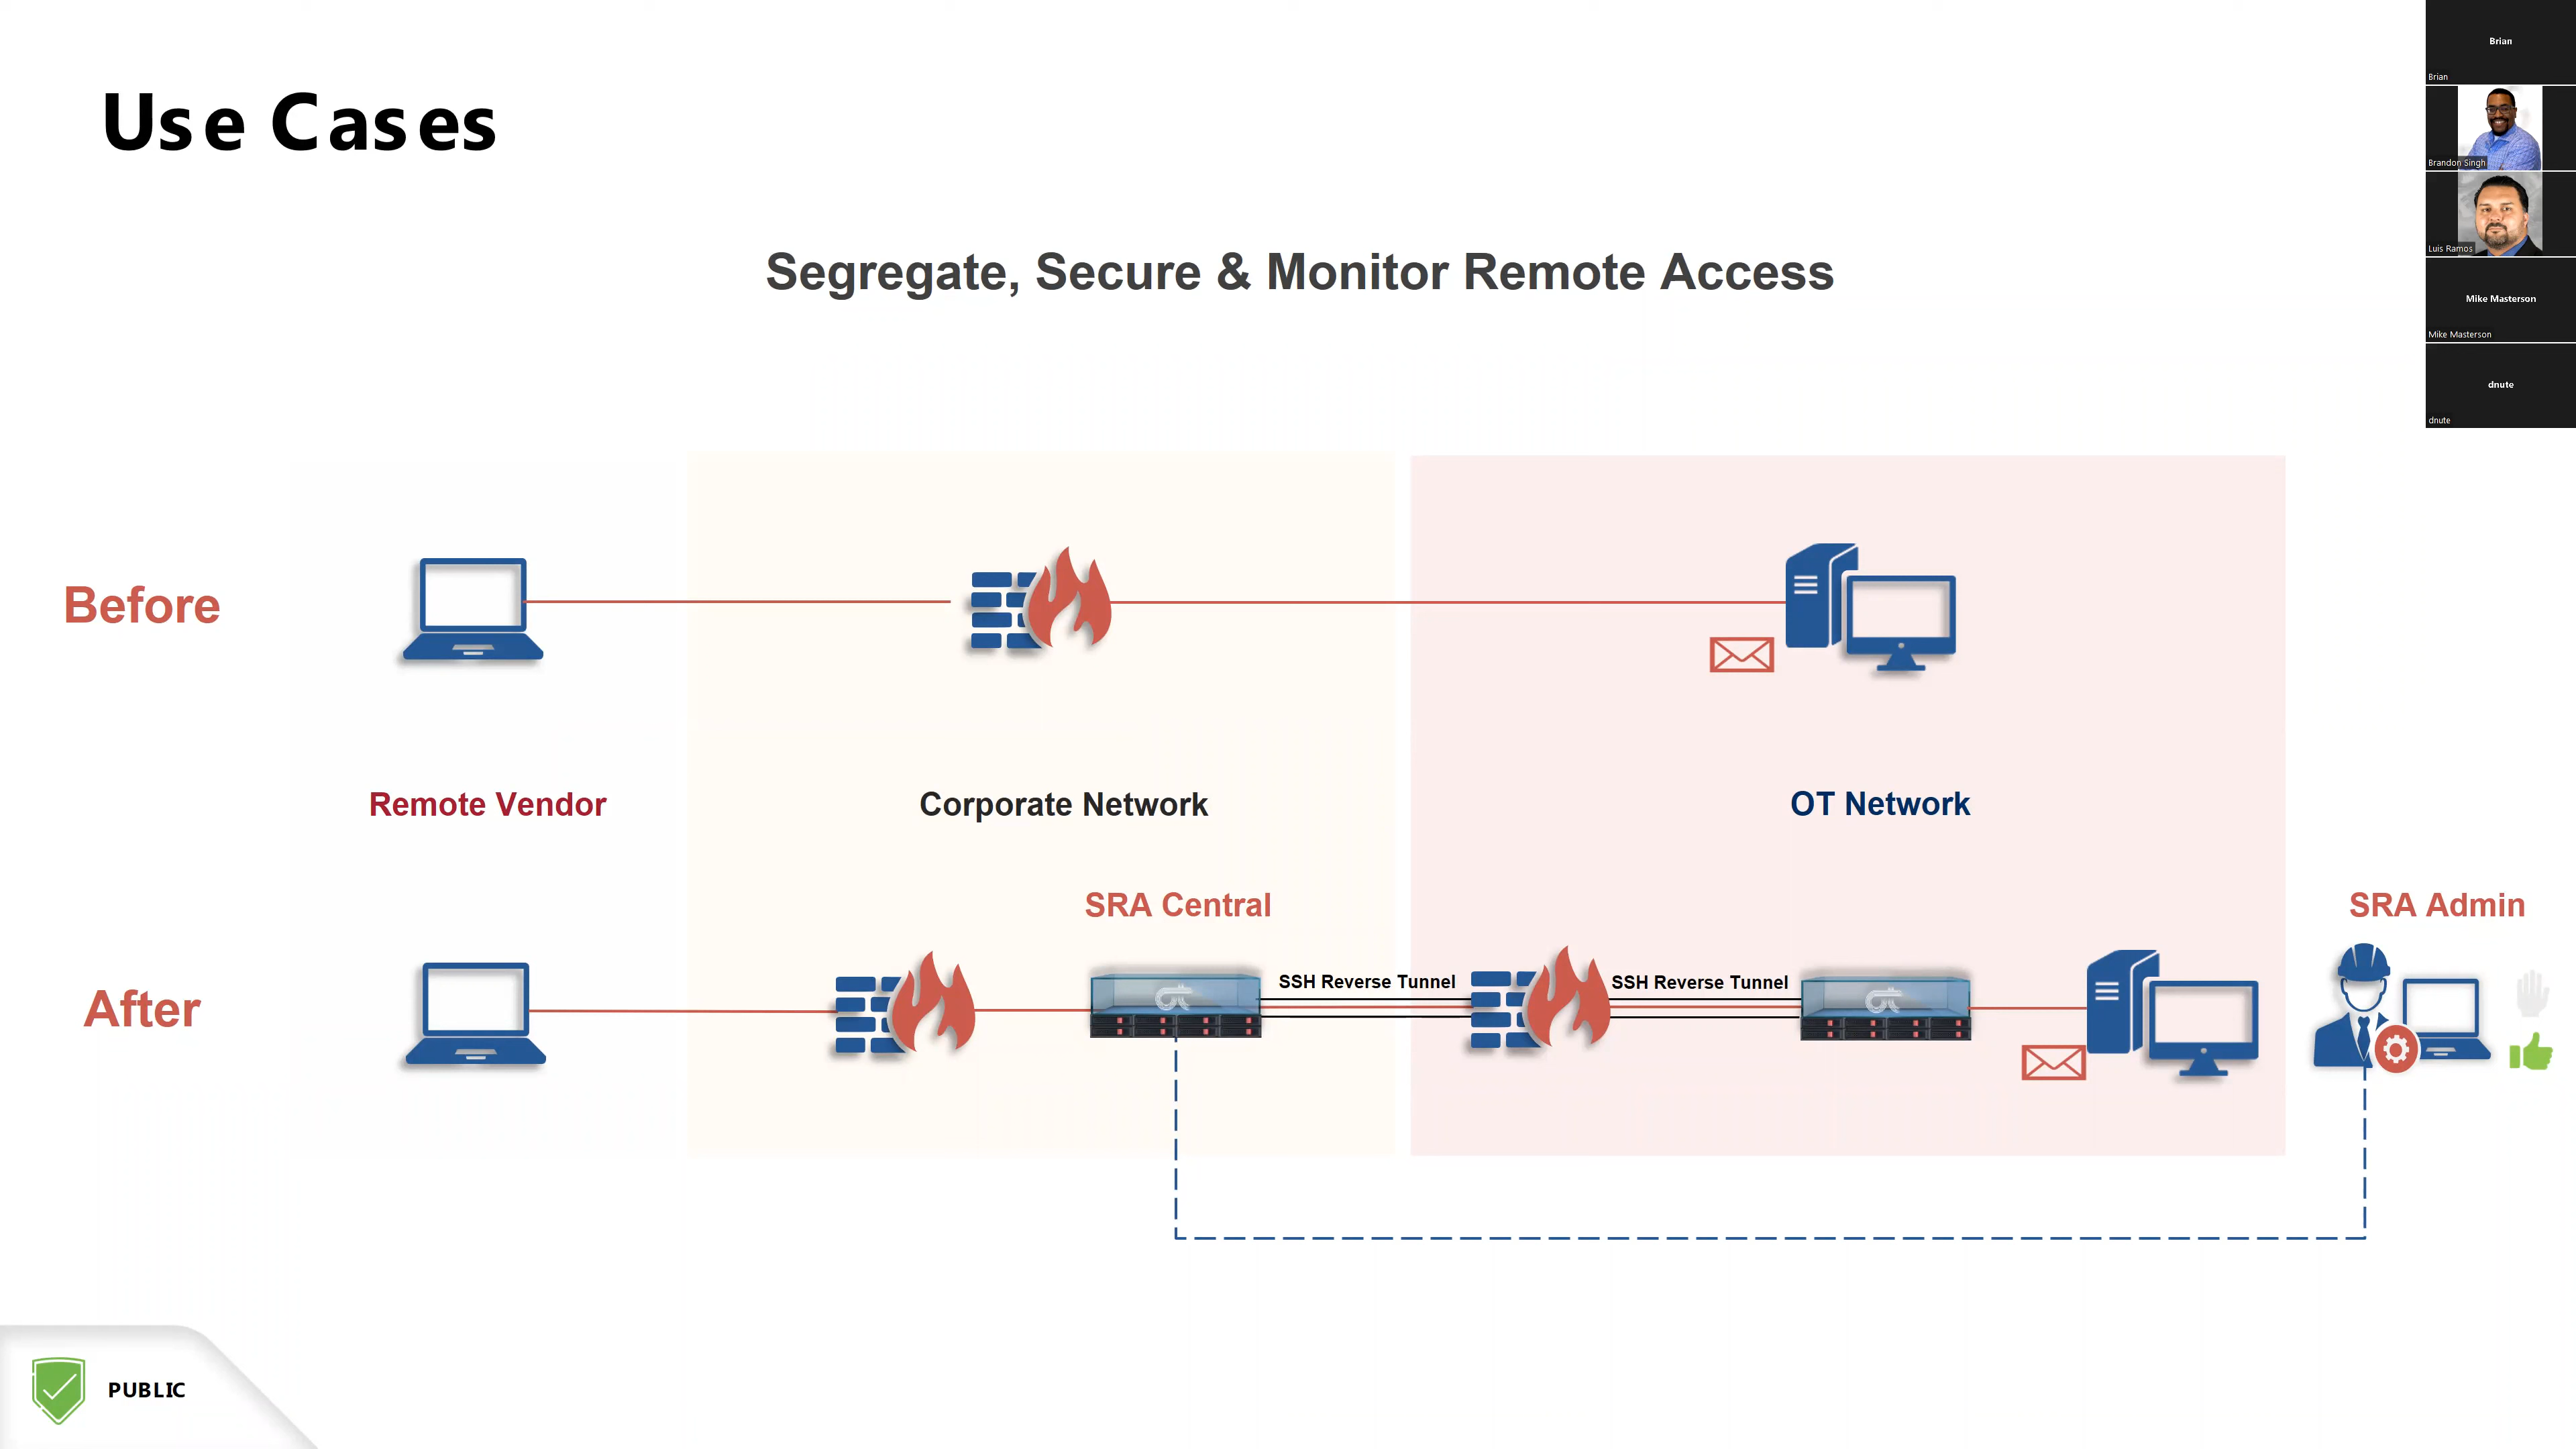 Use Cases
Segregate, Secure & Monitor Remote Access
Brian
Brian
Brandon Singh
Luis Ramos
Mike Masterson
Mike Masterson
dnute
dnute
Before
Remote Vendor
Corporate Network
OT Network
SRA Central
SRA Admin
After
SSH Reverse Tunnel
SSH Reverse Tunnel
PUBLIC